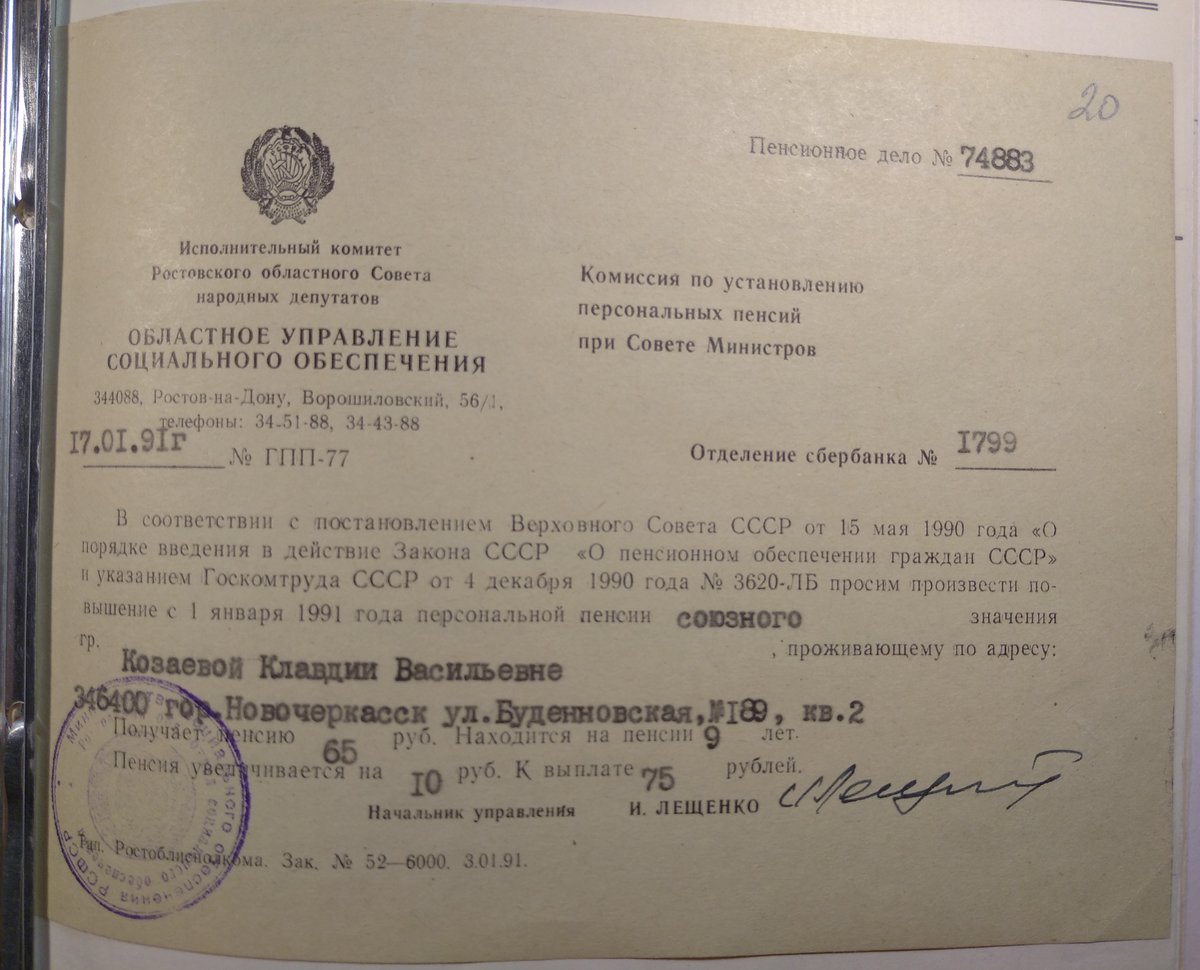 20
Пенсионное дело № 74883
Исполнительный комитет
Ростовского областного Совета
народных депутатов
ОБЛАСТНОЕ УПРАВЛЕНИЕ
СОЦИАЛЬНОГО ОБЕСПЕЧЕНИЯ
344088, Ростов-на-Дону, Ворошиловский, 56/1,
телефоны: 34-51-88, 34-43-88
17.01.91г № ГПП-77
Комиссия по установлению
персональных пенсий
при Совете Министров
Отделение сбербанка № 1799
В соответствии с постановлением Верховного Совета СССР от 15 мая 1990 года «О
порядке введения в действие Закона СССР «О пенсионном обеспечении граждан СССР»
и указанием Госкомтруда СССР от 4 декабря 1990 года № 3620-ЛБ просим произвести по-
вышение с 1 января 1991 года персональной пенсии союзного значения
гр. Козаевой Клавдии Васильевне , проживающему по адресу:
346400 гор.Новочеркасск ул.Буденновская,№189, кв.2
Получает пенсию 65 руб. Находится на пенсии 9 лет.
Пенсия увеличивается на 10 руб. К выплате 75 рублей.
Начальник управления И. ЛЕЩЕНКО
Тип. Ростоблисполкома. Зак. № 52—6000. 3.01.91.
социального обеспечения РСФСР